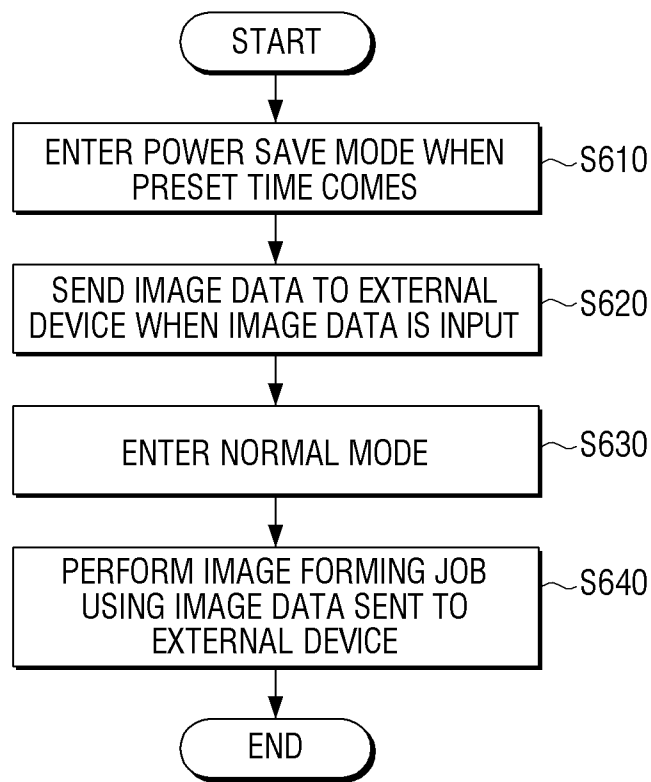 START
ENTER POWER SAVE MODE WHEN
PRESET TIME COMES
S610
SEND IMAGE DATA TO EXTERNAL
DEVICE WHEN IMAGE DATA IS INPUT
S620
ENTER NORMAL MODE
S630
PERFORM IMAGE FORMING JOB
USING IMAGE DATA SENT TO
EXTERNAL DEVICE
S640
END